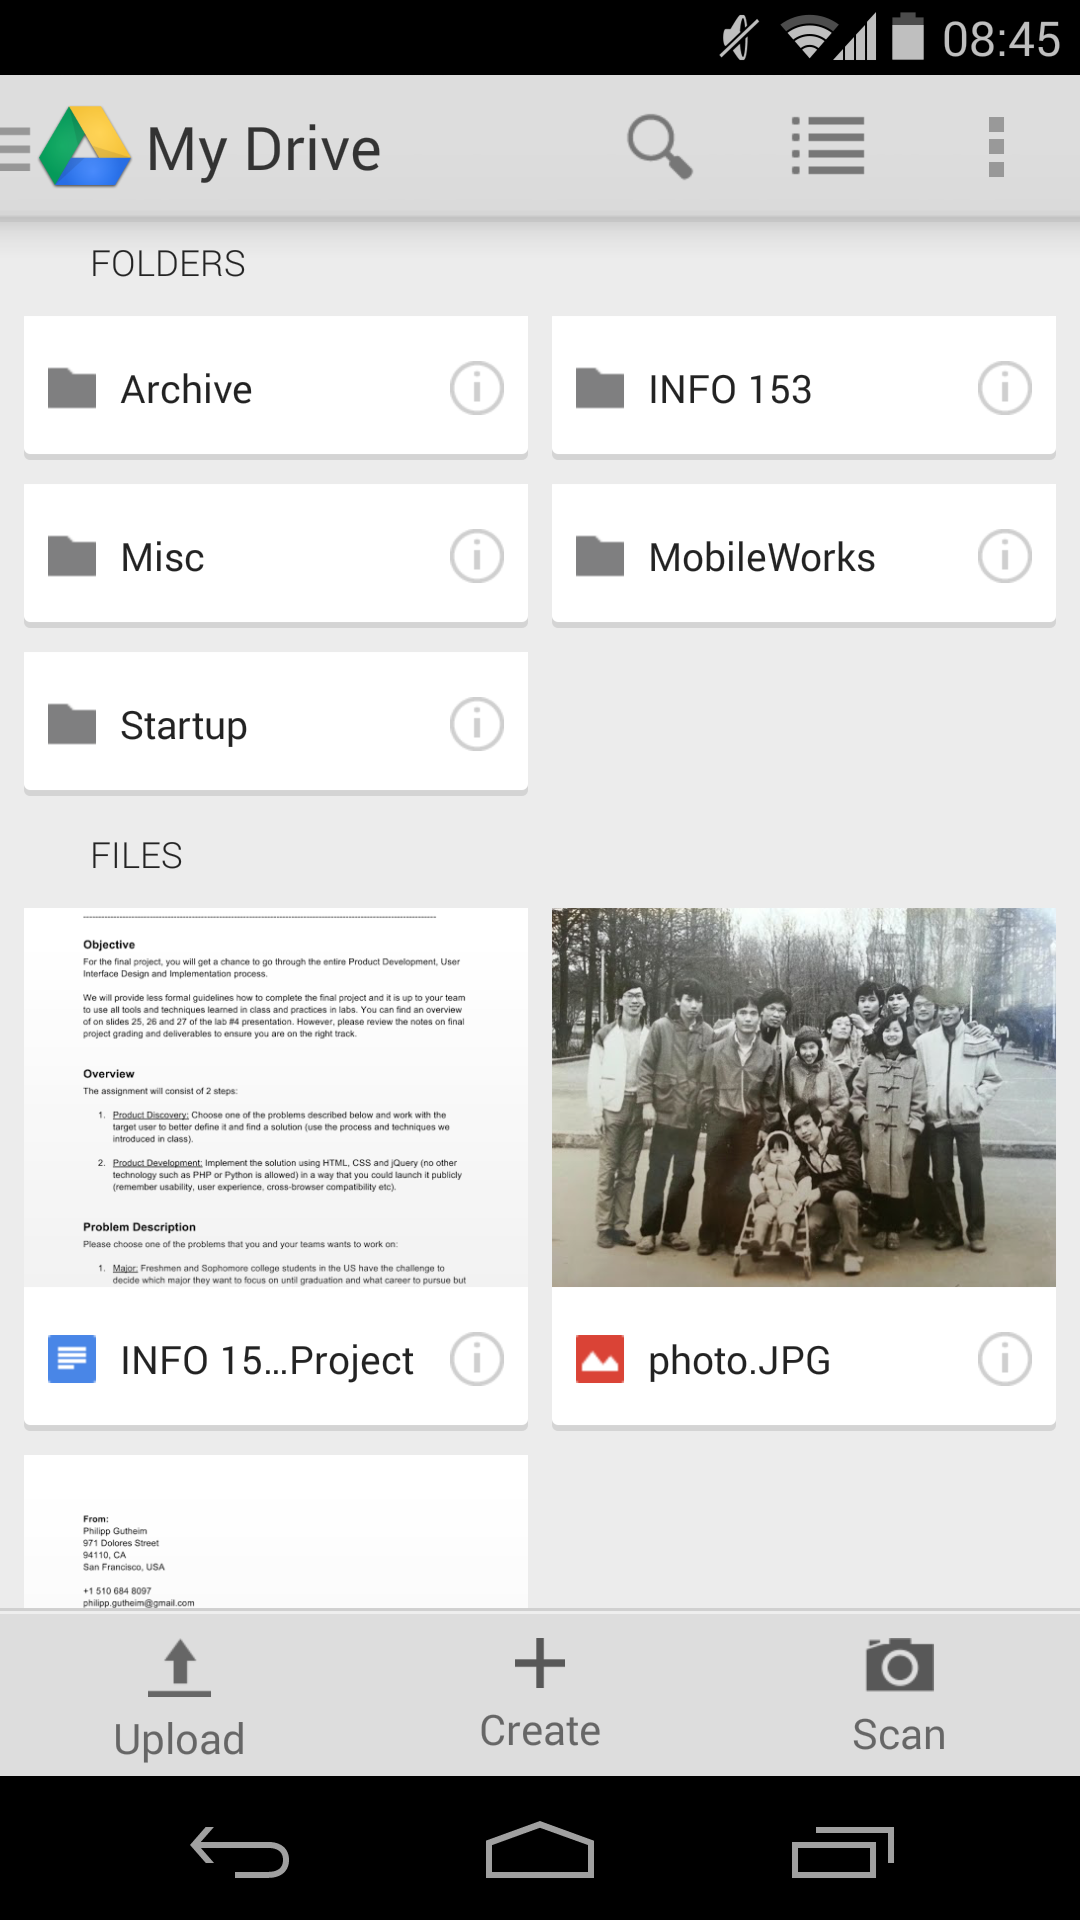 08:45
My Drive
FOLDERS
Archive
INFO 153
Misc
MobileWorks
Startup
FILES
Objective
For the final project, you will get a chance to go through the entire Product Development, User
Interface Design and Implementation process.
We will provide less formal guidelines how to complete the final project and it is up to your team
to use all tools and techniques learned in class and practices in labs. You can find an overview
of on slides 25, 26 and 27 of the lab #4 presentation. However, please review the notes on final
project grading and deliverables to ensure you are on the right track.
Overview
The assignment will consist of 2 steps:
1. Product Discovery: Choose one of the problems described below and work with the
target user to better define it and find a solution (use the process and techniques we
introduced in class).
2. Product Development: Implement the solution using HTML, CSS and jQuery (no other
technology such as PHP or Python is allowed) in a way that you could launch it publicly
(remember usability, user experience, cross-browser compatibility etc).
Problem Description
Please choose one of the problems that you and your teams wants to work on:
1. Major: Freshmen and Sophomore college students in the US have the challenge to
decide which major they want to focus on until graduation and what career to pursue but
INFO 15...Project
photo.JPG
From:
Philipp Gutheim
971 Dolores Street
94110, CA
San Francisco, USA
+1 510 684 8097
philipp.gutheim@gmail.com
Upload
Create
Scan